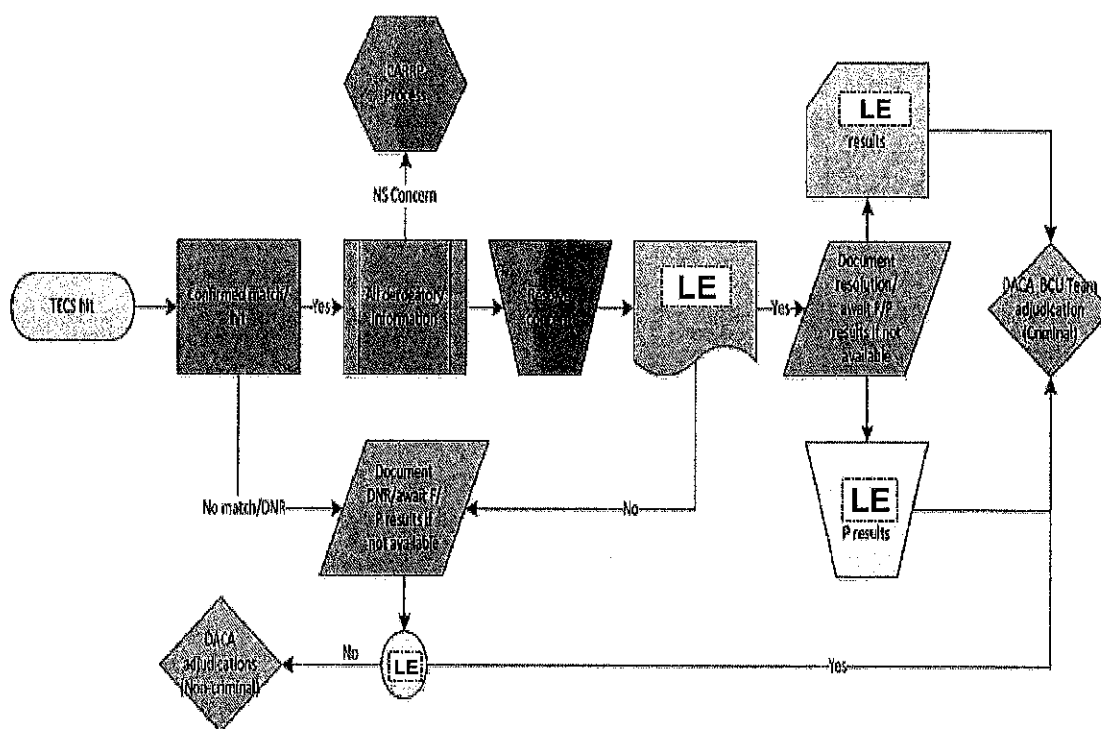 Process
LE
results
NS Concern
TECS hit
Confirmed match/
hit
Yes
All derogatory
information
Resolve
concern
LE
Yes
Document
resolution/
await F/P
results if not
available
DACA BCU Team
adjudication
(Criminal)
No match/DNR
Document
DNR/await F/
P results if
not available
No
LE
P results
DACA
adjudications
(Non-criminal)
No
LE
Yes